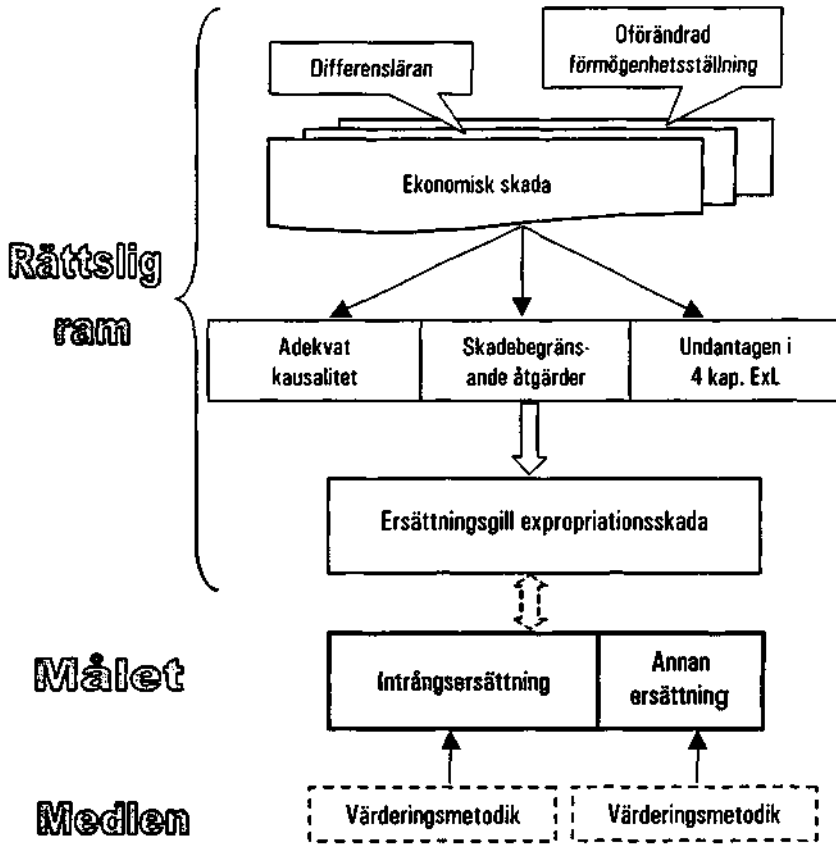 Differensläran
Oförändrad
förmögenhetsställning
Ekonomisk skada
Rättslig
ram
Adekvat
kausalitet
Skadebegräns-
ande åtgärder
Undantagen i
4 kap. ExL
Ersättningsgill expropriationsskada
Målet
Intrångsersättning
Annan
ersättning
Medlen
Värderingsmetodik
Värderingsmetodik